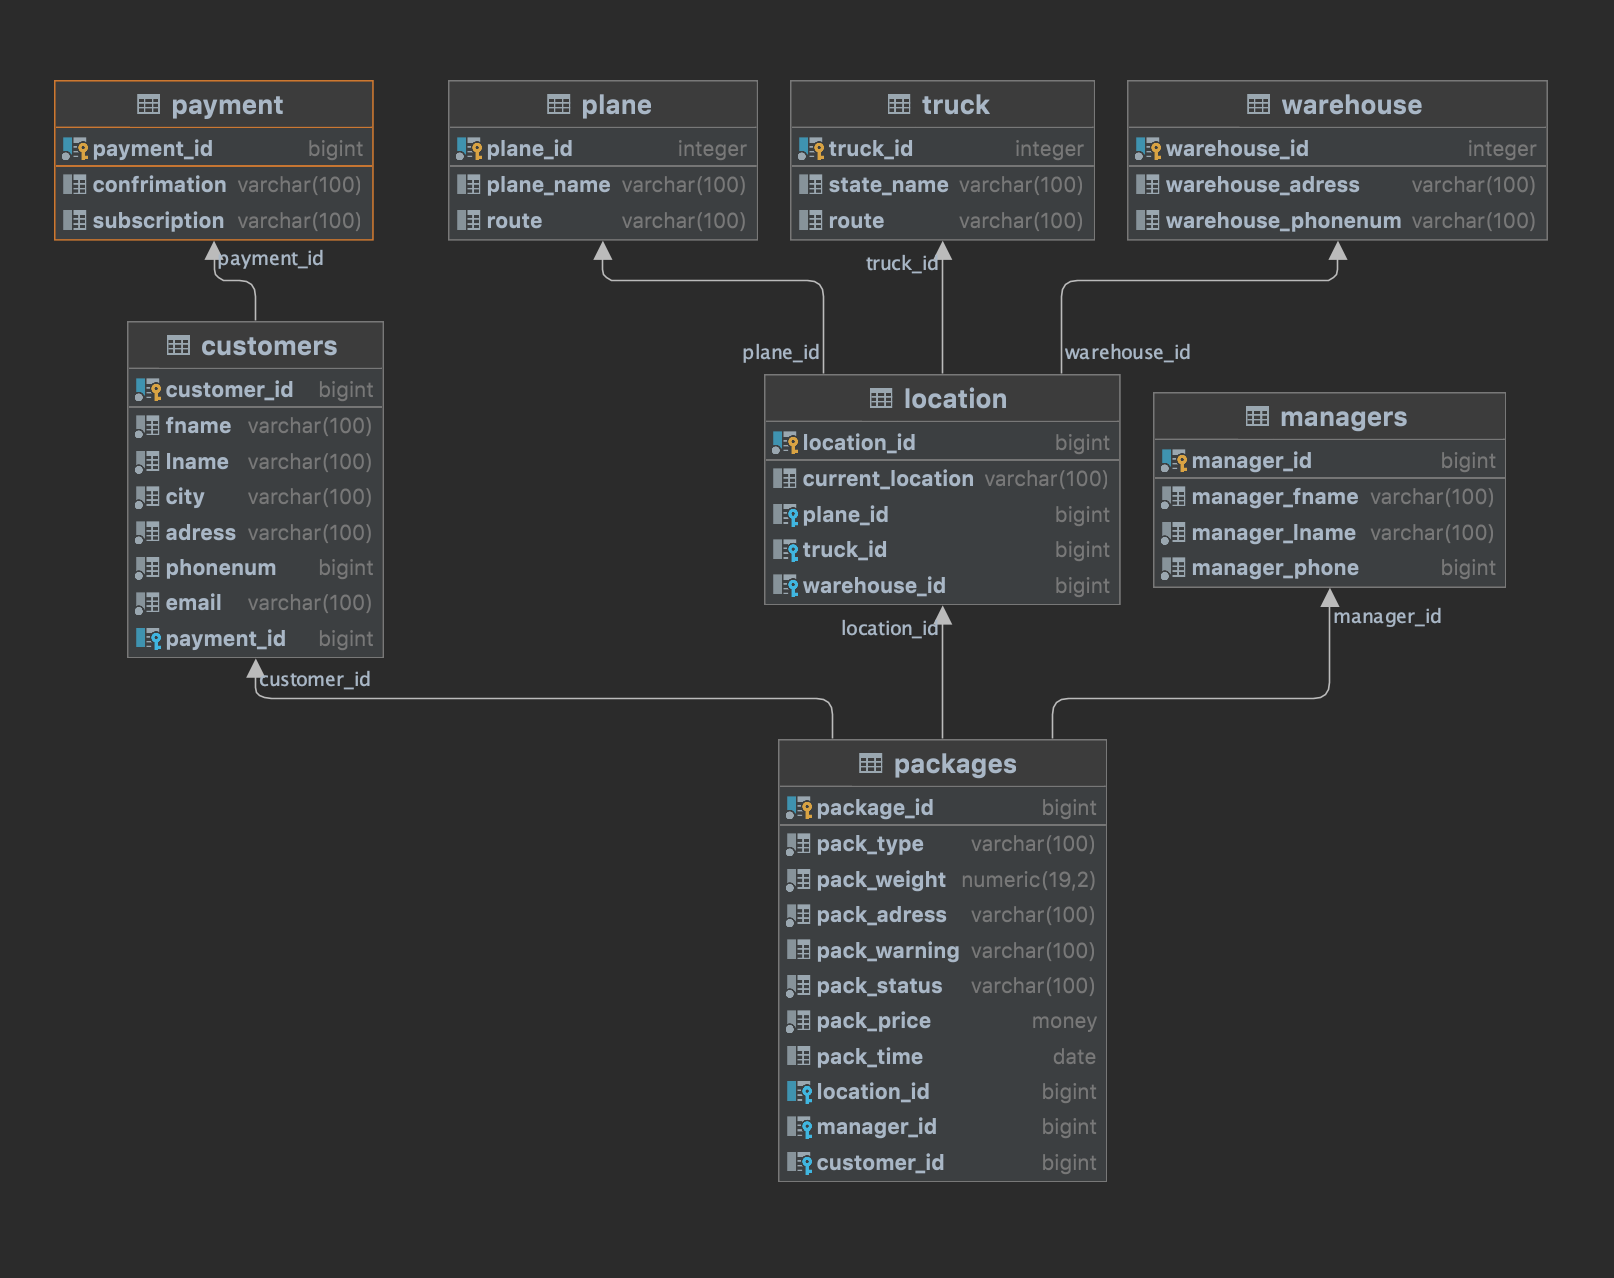 payment
payment_id bigint
confrimation varchar(100)
subscription varchar(100)
plane
plane_id integer
plane_name varchar(100)
route varchar(100)
truck
truck_id integer
state_name varchar(100)
route varchar(100)
warehouse
warehouse_id integer
warehouse_adress varchar(100)
warehouse_phonenum varchar(100)
payment_id
truck_id
plane_id
warehouse_id
customers
customer_id bigint
fname varchar(100)
lname varchar(100)
city varchar(100)
adress varchar(100)
phonenum bigint
email varchar(100)
payment_id bigint
location
location_id bigint
current_location varchar(100)
plane_id bigint
truck_id bigint
warehouse_id bigint
managers
manager_id bigint
manager_fname varchar(100)
manager_lname varchar(100)
manager_phone bigint
customer_id
location_id
manager_id
packages
package_id bigint
pack_type varchar(100)
pack_weight numeric(19,2)
pack_adress varchar(100)
pack_warning varchar(100)
pack_status varchar(100)
pack_price money
pack_time date
location_id bigint
manager_id bigint
customer_id bigint